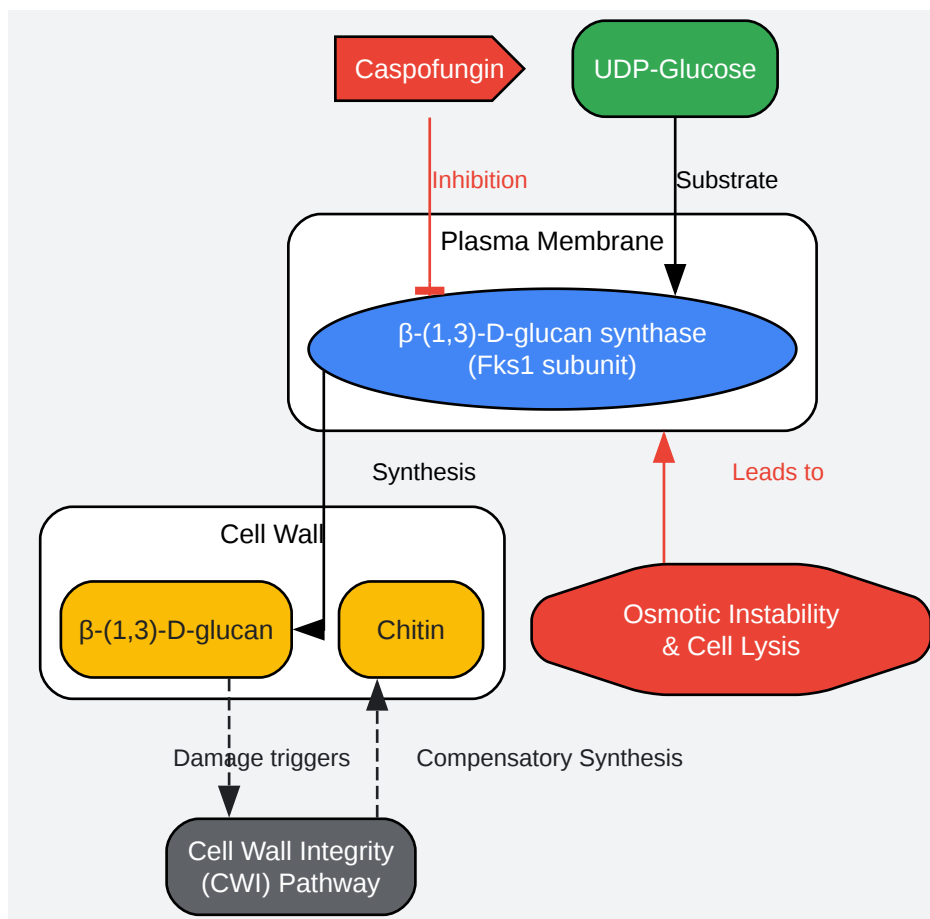 Caspofungin
UDP-Glucose
Inhibition
Substrate
Plasma Membrane
β-(1,3)-D-glucan synthase
(Fks1 subunit)
Synthesis
Leads to
Cell Wall
β-(1,3)-D-glucan
Chitin
Osmotic Instability
& Cell Lysis
Damage triggers
Compensatory Synthesis
Cell Wall Integrity
(CWI) Pathway